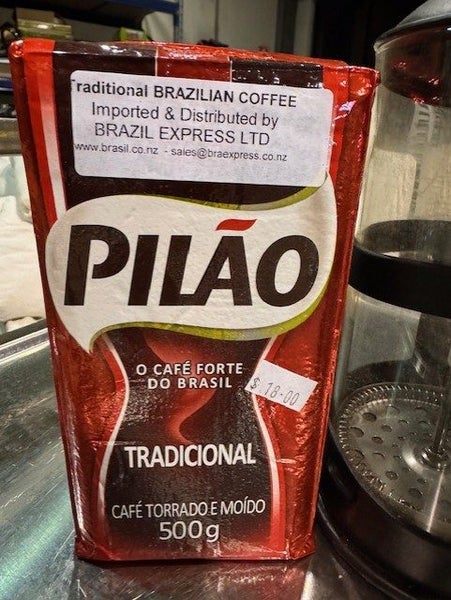 Traditional BRAZILIAN COFFEE
Imported & Distributed by
BRAZIL EXPRESS LTD
www.brasil.co.nz - sales@braexpress.co.nz
PILÃO
O CAFÉ FORTE
DO BRASIL
$ 18.00
TRADICIONAL
CAFÉ TORRADO E MOÍDO
500g